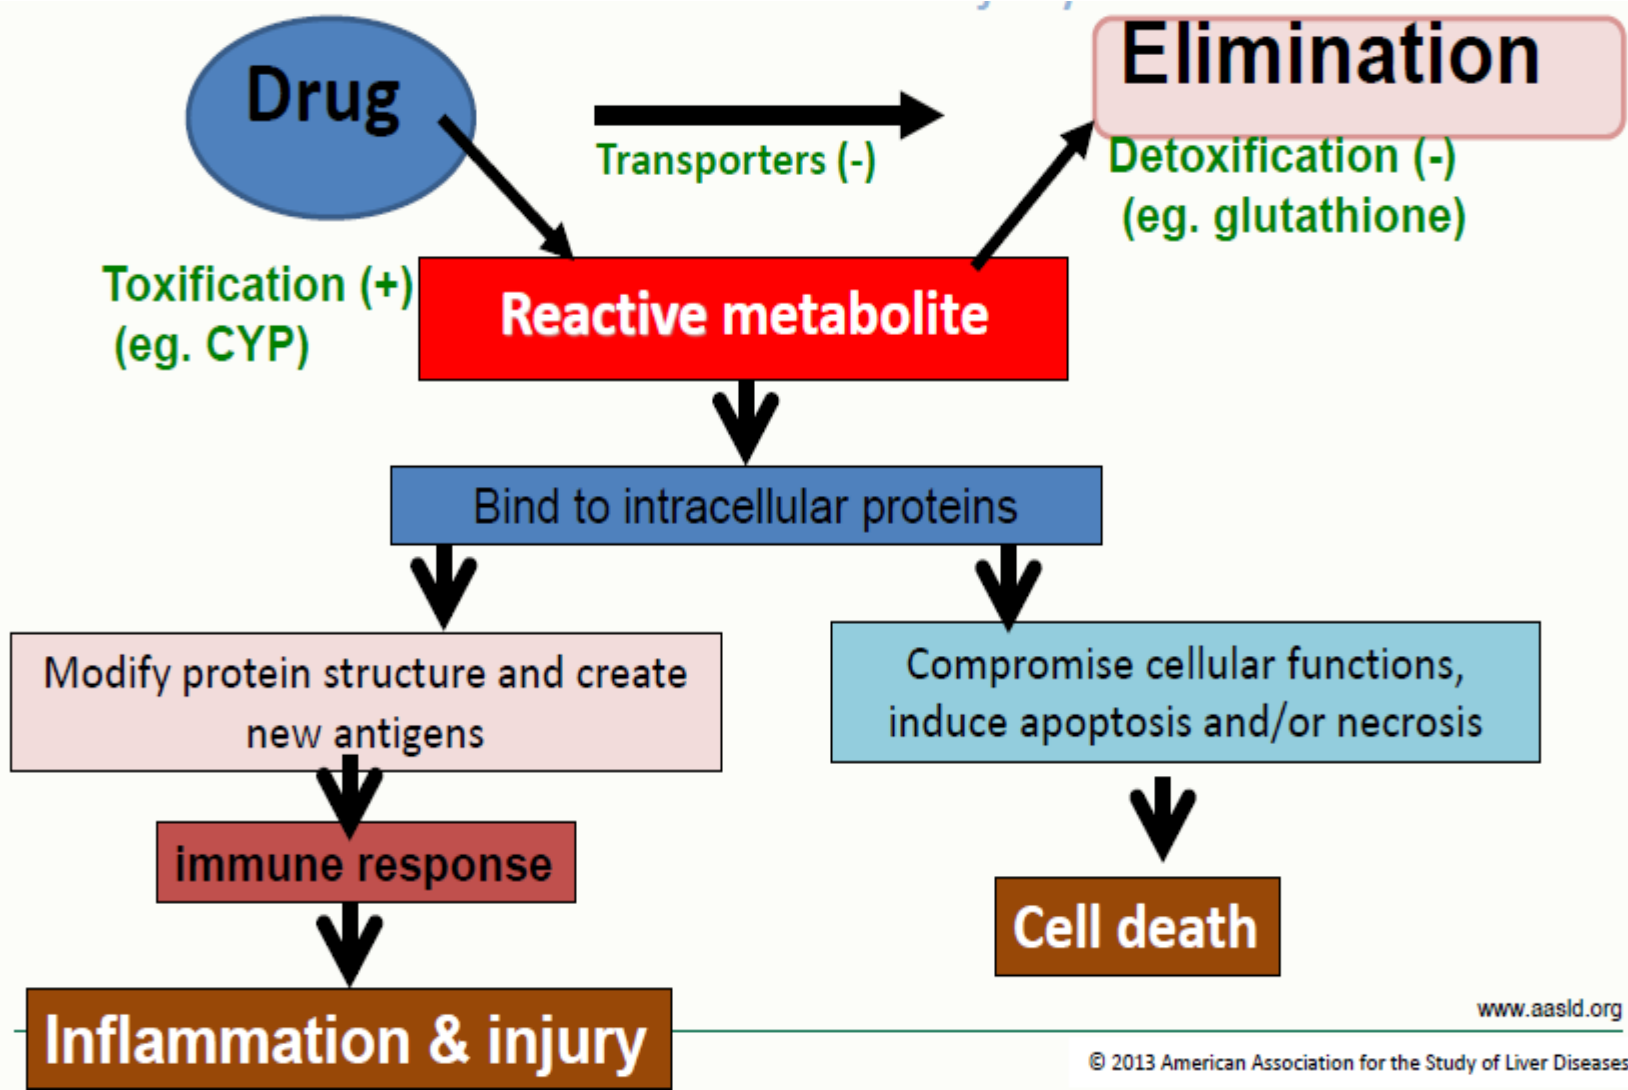 Drug
Elimination
Transporters (-)
Detoxification (-)
(eg. glutathione)
Toxification (+)
(eg. CYP)
Reactive metabolite
Bind to intracellular proteins
Modify protein structure and create
new antigens
Compromise cellular functions,
induce apoptosis and/or necrosis
immune response
Cell death
Inflammation & injury
www.aasld.org
© 2013 American Association for the Study of Liver Diseases